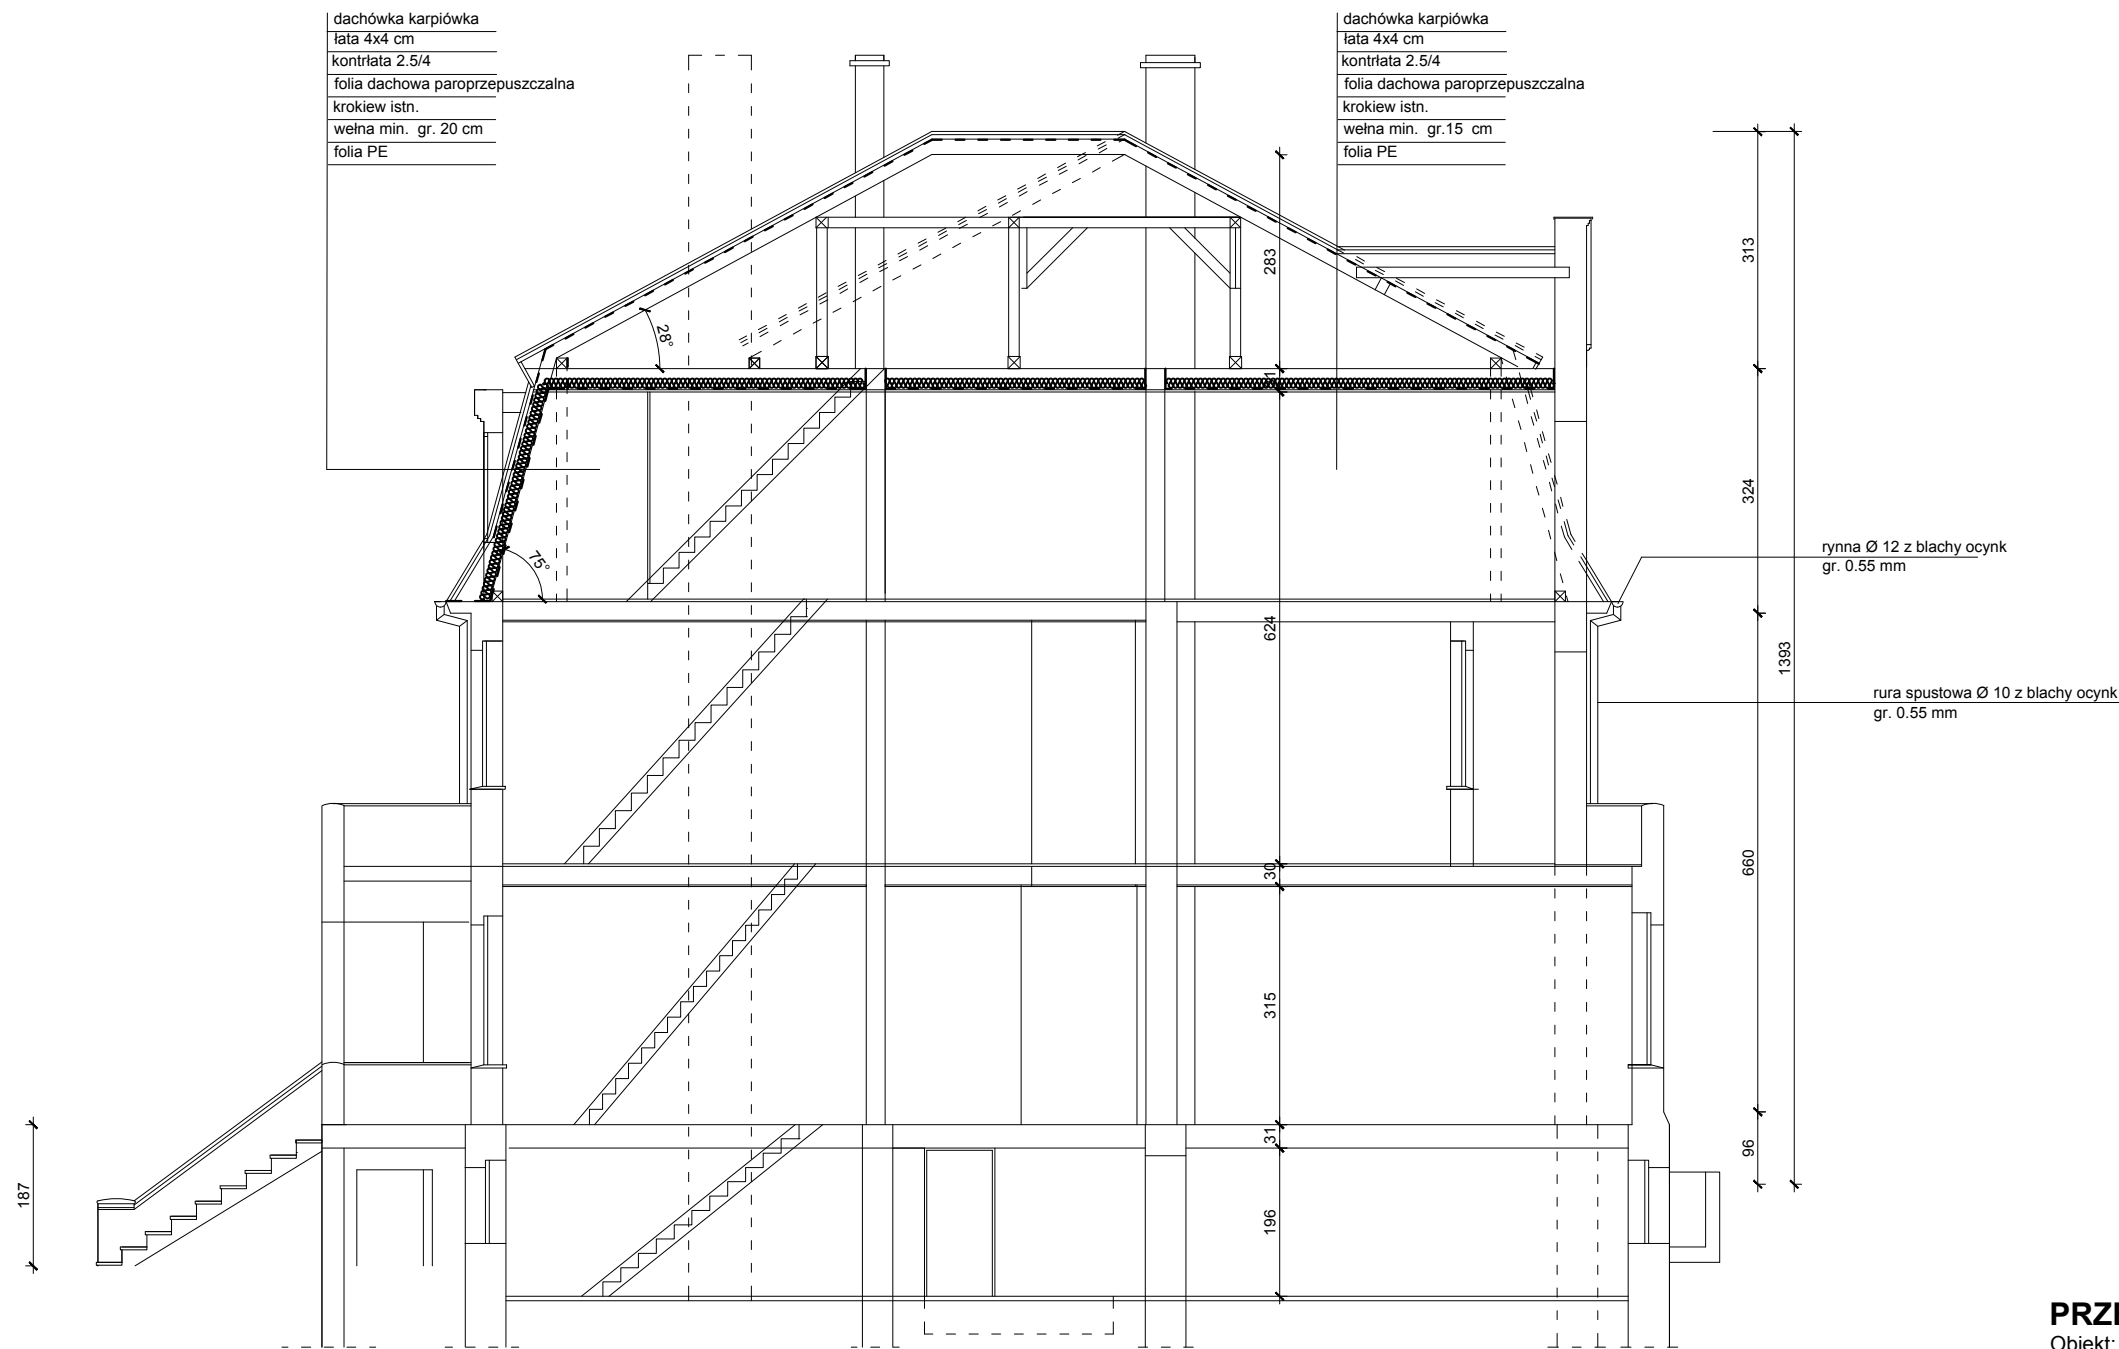 dachówka karpiówka
łata 4x4 cm
kontrłata 2.5/4
folia dachowa paroprzepuszczalna
krokiew istn.
wełna min. gr. 20 cm
folia PE
dachówka karpiówka
łata 4x4 cm
kontrłata 2.5/4
folia dachowa paroprzepuszczalna
krokiew istn.
wełna min. gr.15 cm
folia PE
283
313
28°
324
75°
rynna Ø 12 z blachy ocynk
gr. 0.55 mm
624
1393
rura spustowa Ø 10 z blachy ocynk
gr. 0.55 mm
30
660
315
31
96
187
196
Obiekt: